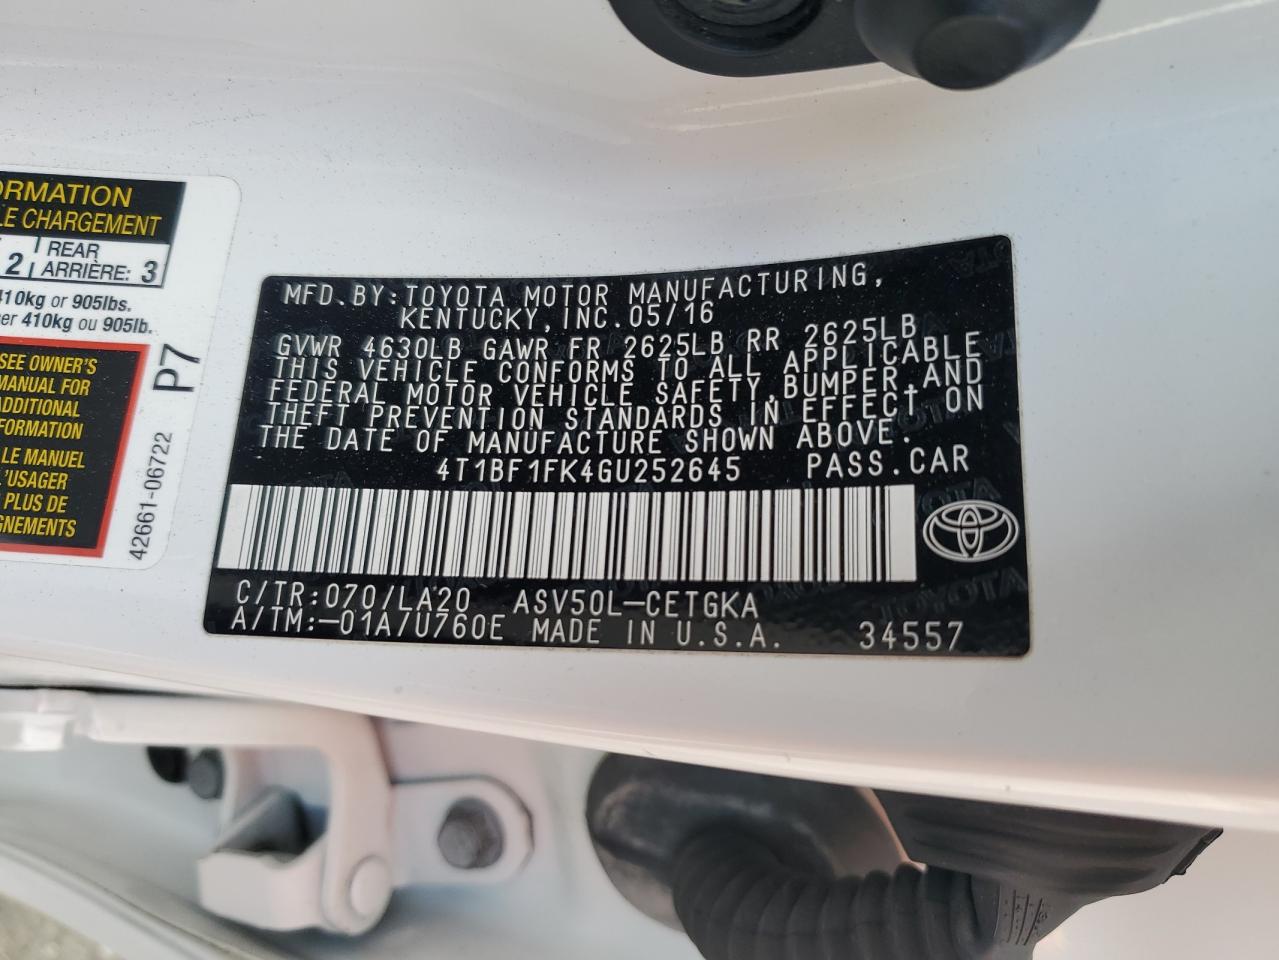 ORMATION
LE CHARGEMENT
2 REAR
ARRIÈRE: 3
410kg or 905lbs.
er 410kg ou 905lb.
SEE OWNER'S
MANUAL FOR
ADDITIONAL
FORMATION
LE MANUEL
L'USAGER
PLUS DE
GNEMENTS
P7
42661-06722
MFD.BY:TOYOTA MOTOR MANUFACTURING,
KENTUCKY,INC.05/16
GVWR 4630LB GAWR FR 2625LB RR 2625LB
THIS VEHICLE CONFORMS TO ALL APPLICABLE
FEDERAL MOTOR VEHICLE SAFETY,BUMPER,AND
THEFT PREVENTION STANDARDS IN EFFECT ON
THE DATE OF MANUFACTURE SHOWN ABOVE.
4T1BF1FK4GU252645 PASS.CAR
C/TR:070/LA20 ASV50L-CETGKA
A/TM:-01A/U760E MADE IN U.S.A. 34557